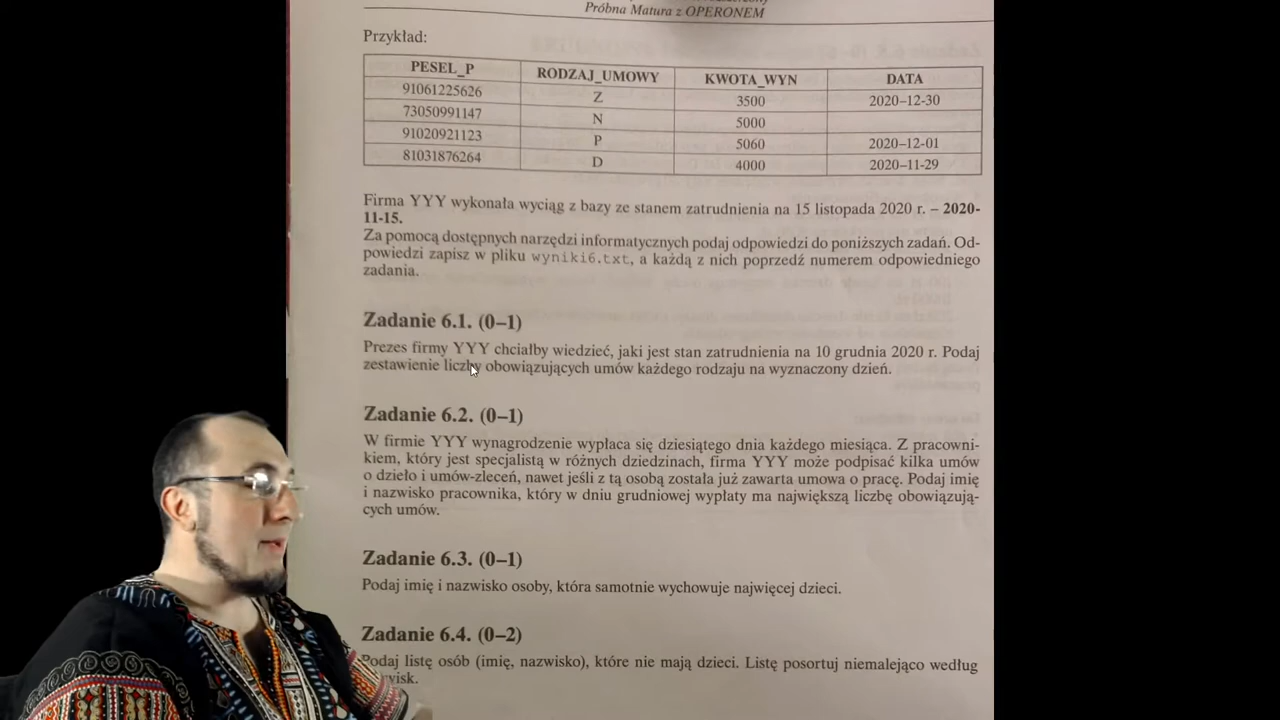 Próbna Matura z OPERONEM
Przykład:
PESEL_P RODZAJ_UMOWY KWOTA_WYN DATA
91061225626 Z 3500 2020–12-30
73050991147 N 5000
91020921123 P 5060 2020–12-01
81031876264 D 4000 2020–11-29
Firma YYY wykonała wyciąg z bazy ze stanem zatrudnienia na 15 listopada 2020 r. – 2020-
11-15.
Za pomocą dostępnych narzędzi informatycznych podaj odpowiedzi do poniższych zadań. Od-
powiedzi zapisz w pliku wyniki6.txt, a każdą z nich poprzedź numerem odpowiedniego
zadania.
Zadanie 6.1. (0–1)
Prezes firmy YYY chciałby wiedzieć, jaki jest stan zatrudnienia na 10 grudnia 2020 r. Podaj
zestawienie liczby obowiązujących umów każdego rodzaju na wyznaczony dzień.
Zadanie 6.2. (0–1)
W firmie YYY wynagrodzenie wypłaca się dziesiątego dnia każdego miesiąca. Z pracowni-
kiem, który jest specjalistą w różnych dziedzinach, firma YYY może podpisać kilka umów
o dzieło i umów-zleceń, nawet jeśli z tą osobą została już zawarta umowa o pracę. Podaj imię
i nazwisko pracownika, który w dniu grudniowej wypłaty ma największą liczbę obowiązują-
cych umów.
Zadanie 6.3. (0–1)
Podaj imię i nazwisko osoby, która samotnie wychowuje najwięcej dzieci.
Zadanie 6.4. (0–2)
Podaj listę osób (imię, nazwisko), które nie mają dzieci. Listę posortuj niemalejąco według